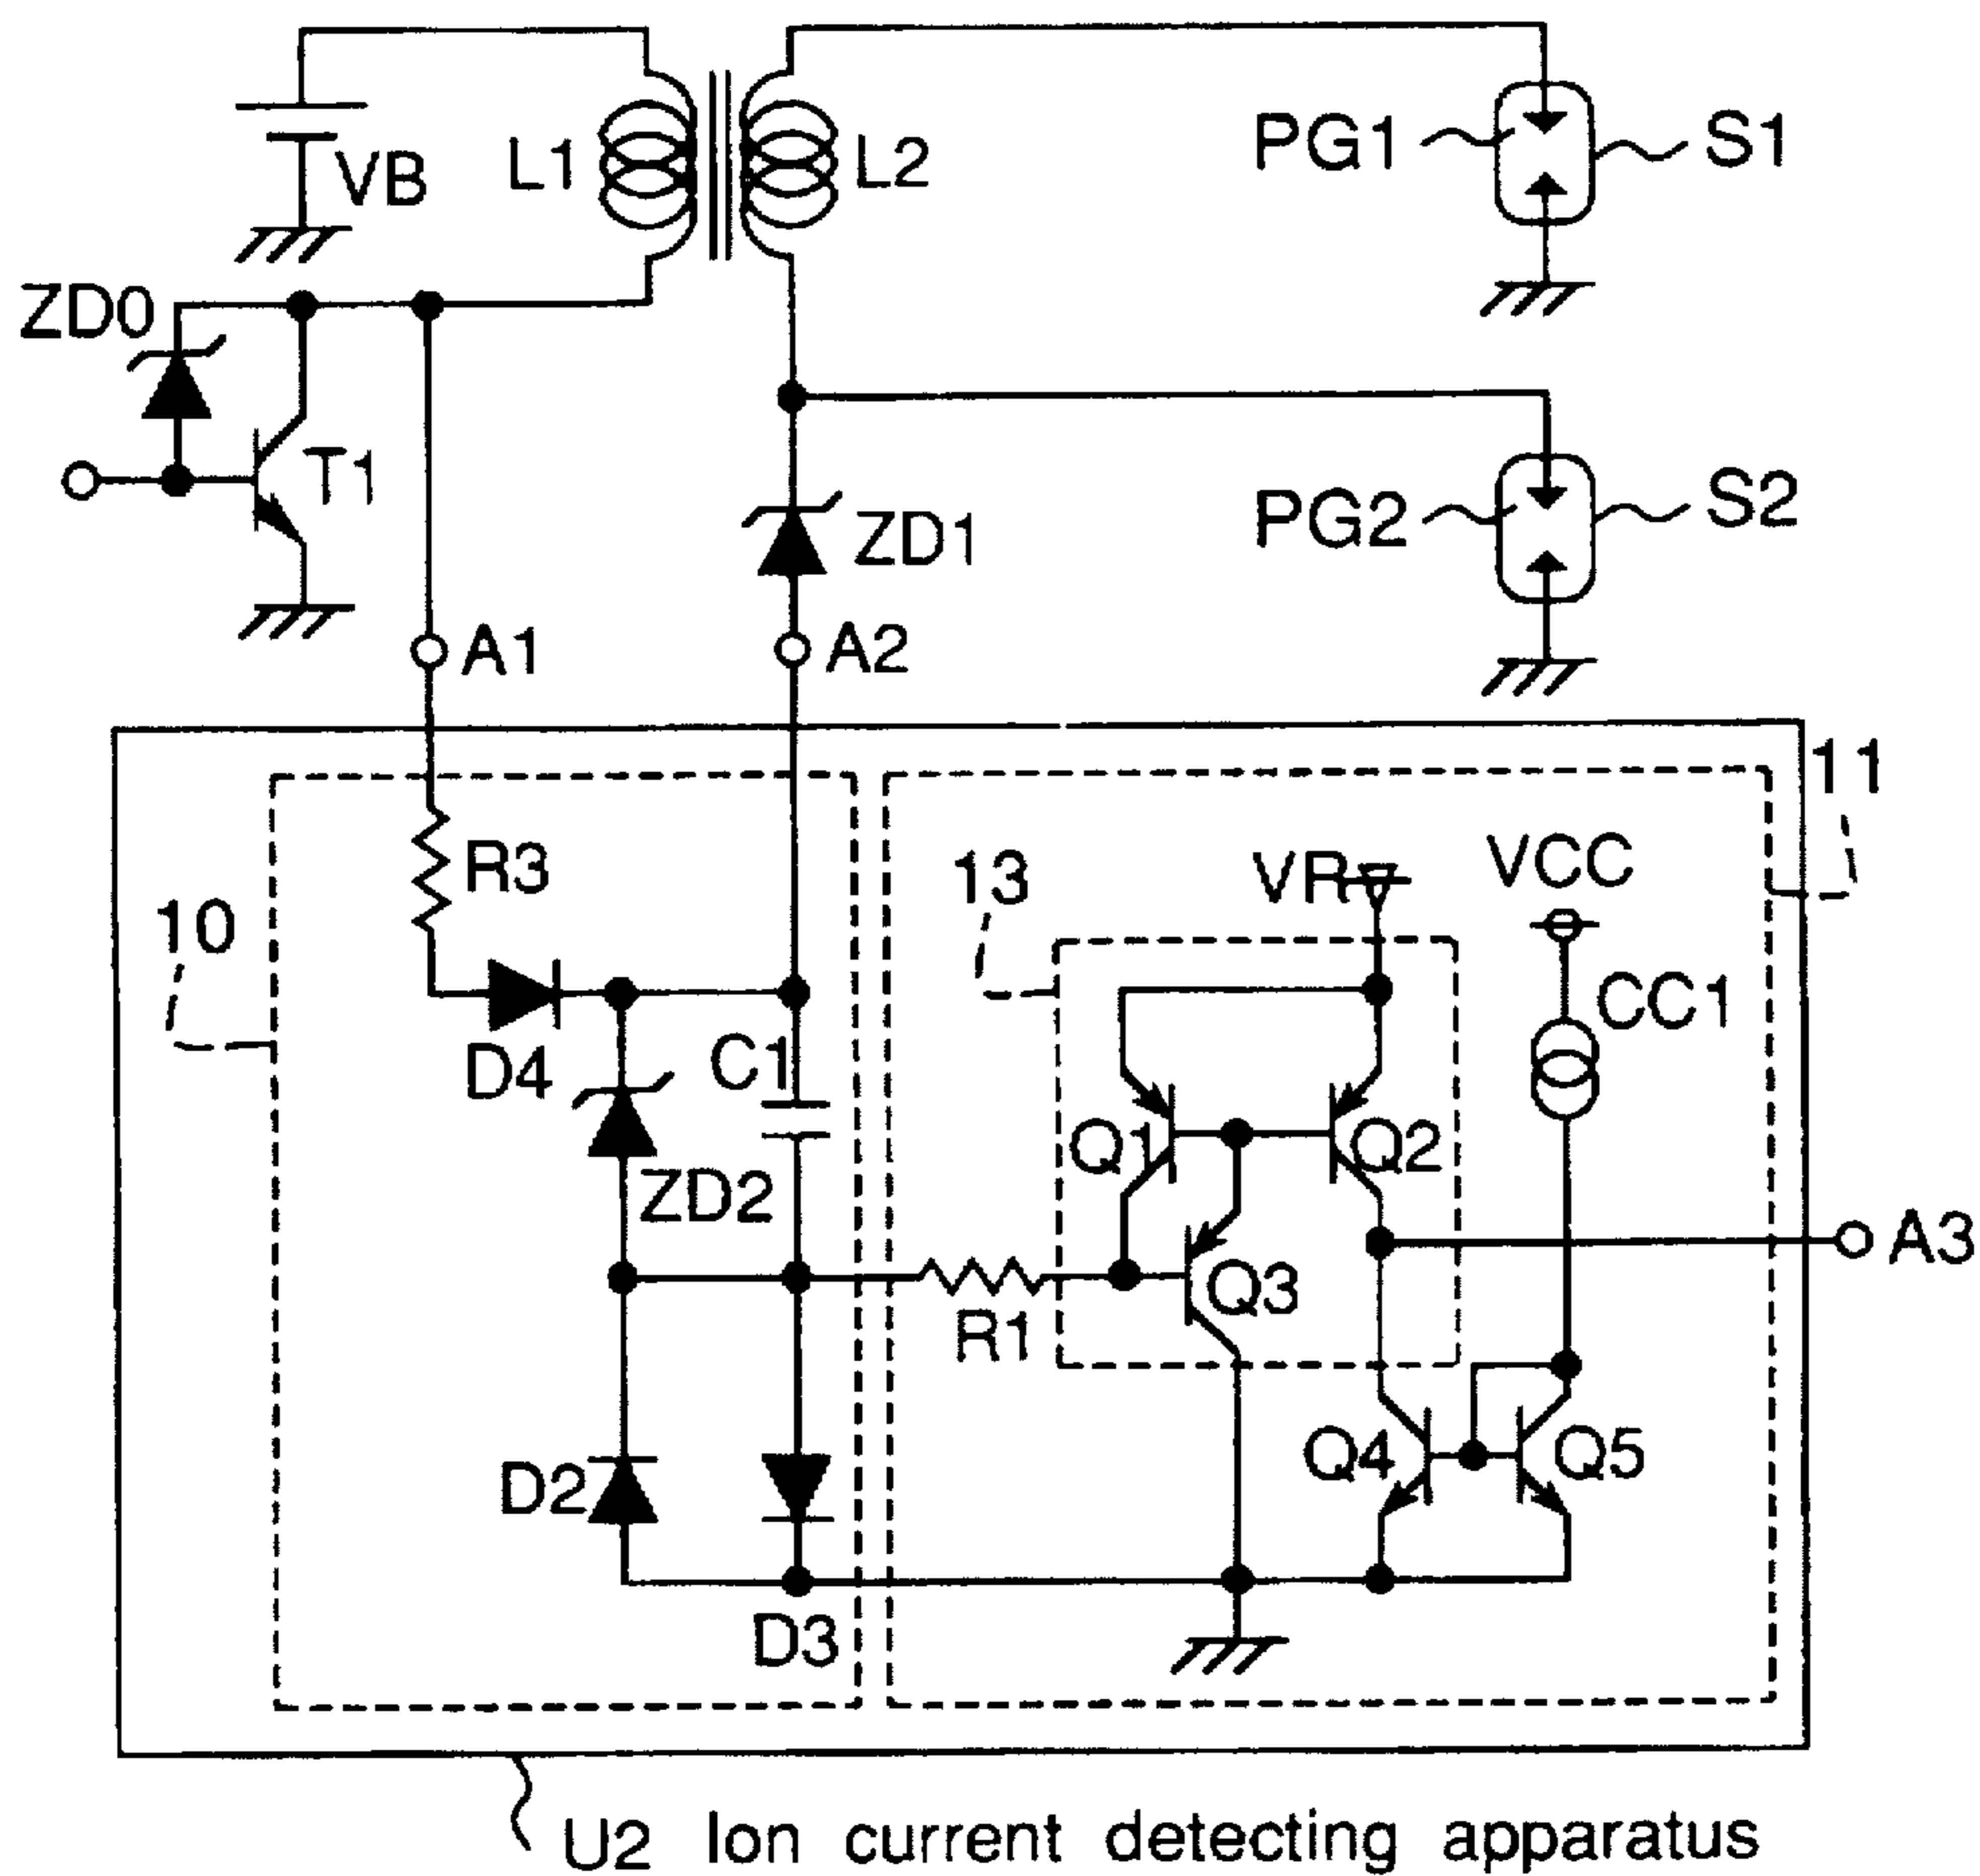 VB
L1
L2
PG1
S1
ZD0
T1
ZD1
PG2
S2
A1
A2
11
R3
13
VR
VCC
10
CC1
D4
C1
Q1
Q2
ZD2
A3
Q3
R1
D2
Q4
Q5
D3
U2 Ion current detecting apparatus